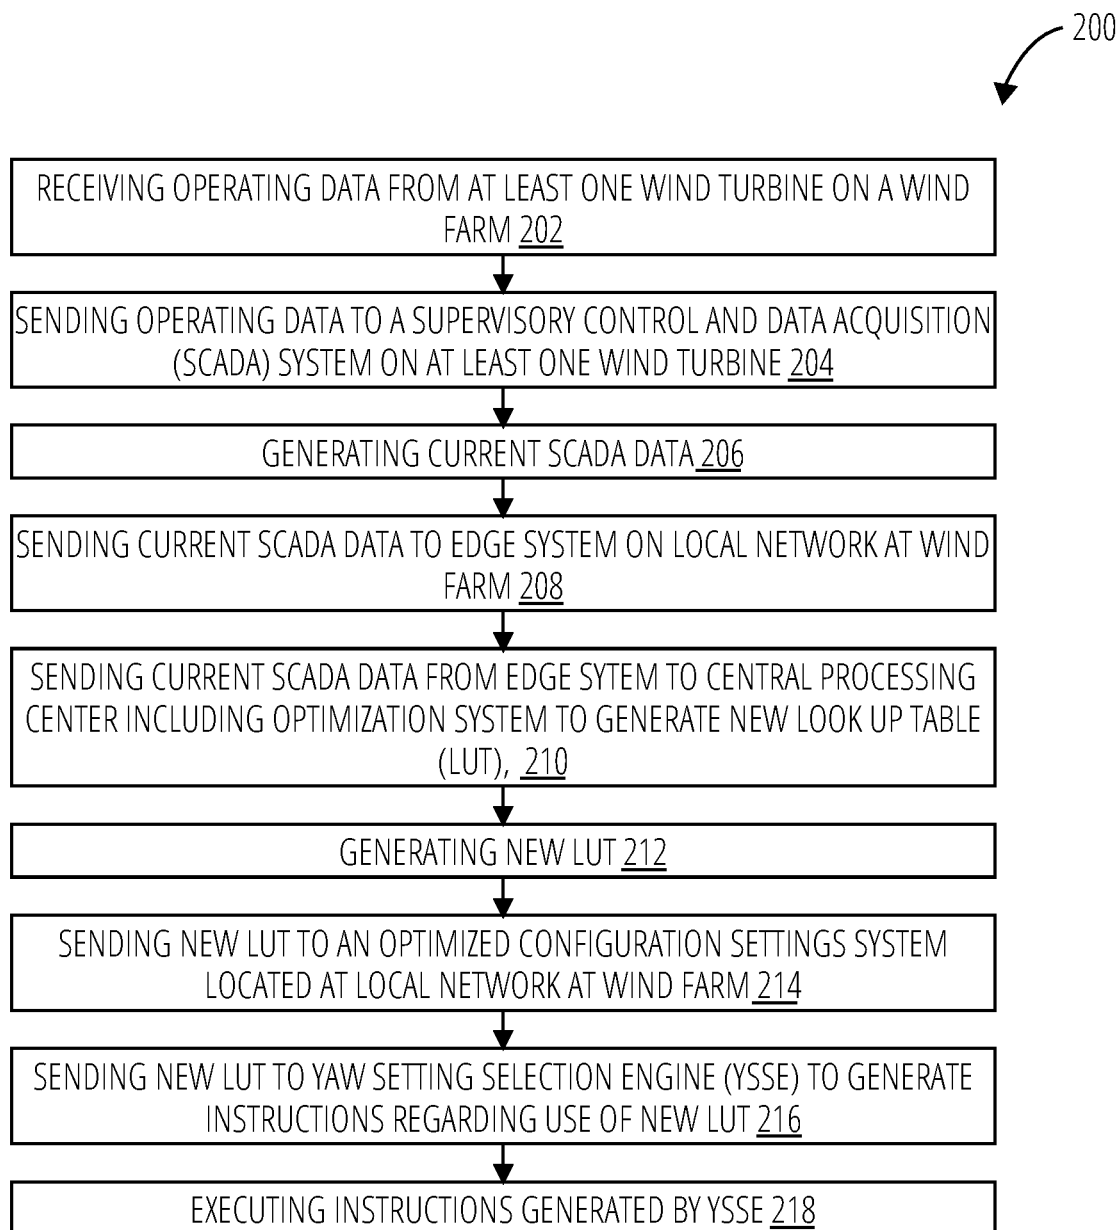 200
RECEIVING OPERATING DATA FROM AT LEAST ONE WIND TURBINE ON A WIND
FARM 202
SENDING OPERATING DATA TO A SUPERVISORY CONTROL AND DATA ACQUISITION
(SCADA) SYSTEM ON AT LEAST ONE WIND TURBINE 204
GENERATING CURRENT SCADA DATA 206
SENDING CURRENT SCADA DATA TO EDGE SYSTEM ON LOCAL NETWORK AT WIND
FARM 208
SENDING CURRENT SCADA DATA FROM EDGE SYTEM TO CENTRAL PROCESSING
CENTER INCLUDING OPTIMIZATION SYSTEM TO GENERATE NEW LOOK UP TABLE
(LUT), 210
GENERATING NEW LUT 212
SENDING NEW LUT TO AN OPTIMIZED CONFIGURATION SETTINGS SYSTEM
LOCATED AT LOCAL NETWORK AT WIND FARM 214
SENDING NEW LUT TO YAW SETTING SELECTION ENGINE (YSSE) TO GENERATE
INSTRUCTIONS REGARDING USE OF NEW LUT 216
EXECUTING INSTRUCTIONS GENERATED BY YSSE 218